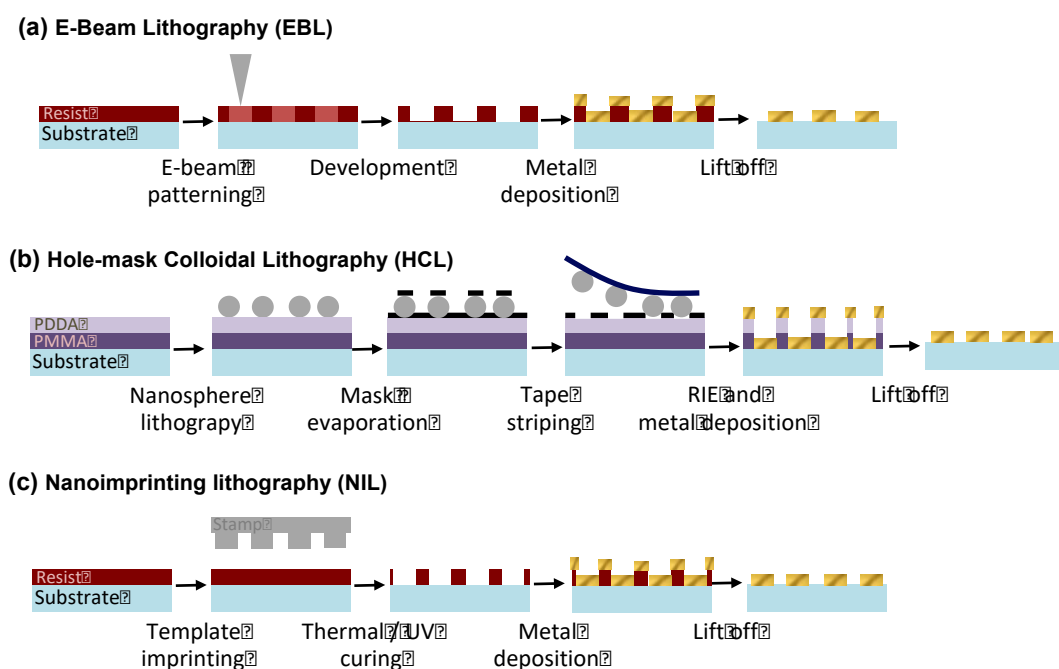 (a) E-Beam Lithography (EBL)
Resist⍰
Substrate⍰
E-beam⍰⍰
patterning⍰
Development⍰
Metal⍰
deposition⍰
Lift⍰off⍰
(b) Hole-mask Colloidal Lithography (HCL)
PDDA⍰
PMMA⍰
Substrate⍰
Nanosphere⍰
lithograpy⍰
Mask⍰⍰
evaporation⍰
Tape⍰
striping⍰
RIE⍰and⍰
metal⍰deposition⍰
Lift⍰off⍰
(c) Nanoimprinting lithography (NIL)
Stamp⍰
Resist⍰
Substrate⍰
Template⍰
imprinting⍰
Thermal⍰/⍰UV⍰
curing⍰
Metal⍰
deposition⍰
Lift⍰off⍰